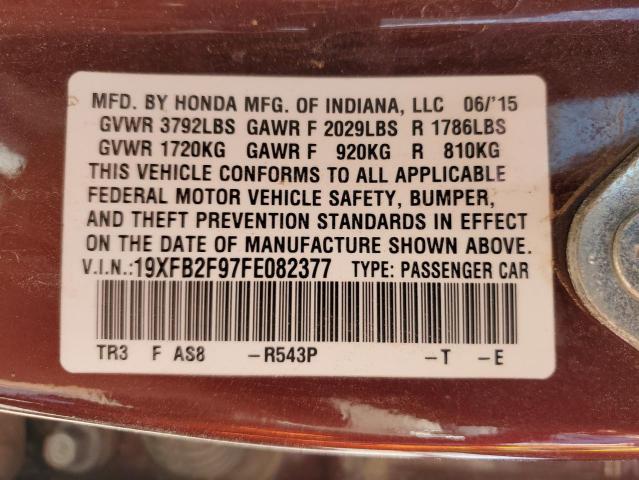 MFD. BY HONDA MFG. OF INDIANA, LLC 06/'15
GVWR 3792LBS GAWR F 2029LBS R 1786LBS
GVWR 1720KG GAWR F 920KG R 810KG
THIS VEHICLE CONFORMS TO ALL APPLICABLE
FEDERAL MOTOR VEHICLE SAFETY, BUMPER,
AND THEFT PREVENTION STANDARDS IN EFFECT
ON THE DATE OF MANUFACTURE SHOWN ABOVE.
V.I.N.:19XFB2F97FE082377 TYPE: PASSENGER CAR
TR3 F AS8 –R543P –T –E